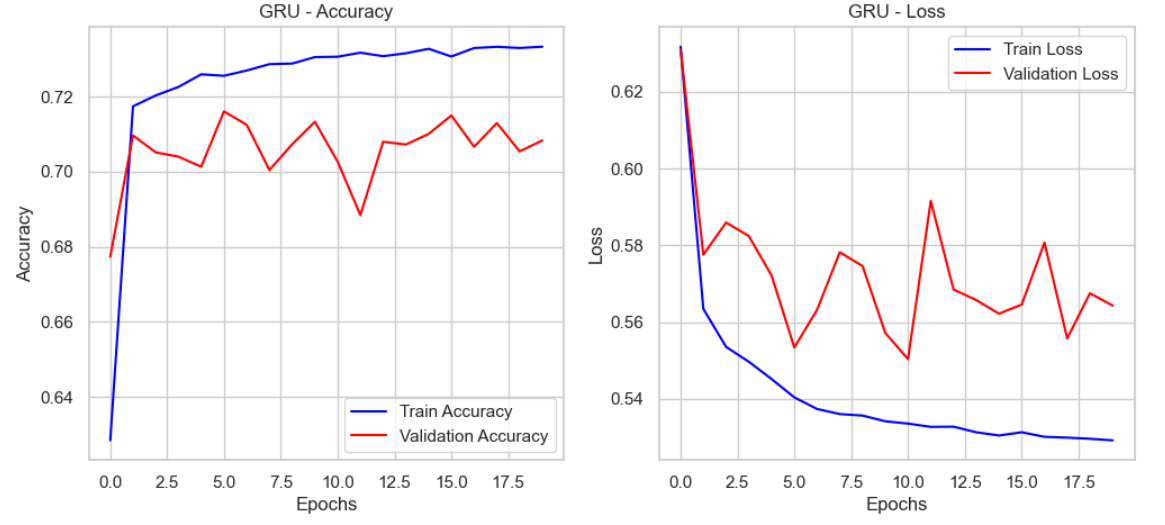 GRU - Accuracy
0.72
0.70
0.68
0.66
0.64
Accuracy
Train Accuracy
Validation Accuracy
0.0 2.5 5.0 7.5 10.0 12.5 15.0 17.5
Epochs
GRU - Loss
0.62
0.60
0.58
0.56
0.54
Loss
Train Loss
Validation Loss
0.0 2.5 5.0 7.5 10.0 12.5 15.0 17.5
Epochs